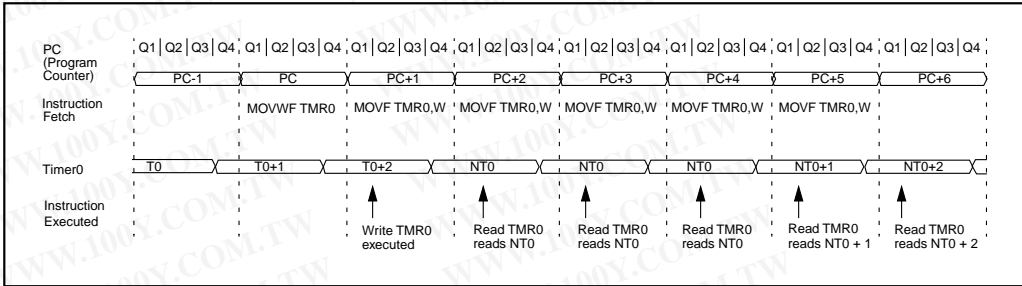 PC (Program Counter)
Q1 Q2 Q3 Q4 Q1 Q2 Q3 Q4 Q1 Q2 Q3 Q4 Q1 Q2 Q3 Q4 Q1 Q2 Q3 Q4 Q1 Q2 Q3 Q4 Q1 Q2 Q3 Q4 Q1 Q2 Q3 Q4
PC-1 PC PC+1 PC+2 PC+3 PC+4 PC+5 PC+6
Instruction Fetch
MOVWF TMR0 MOVF TMR0,W MOVF TMR0,W MOVF TMR0,W MOVF TMR0,W MOVF TMR0,W
Timer0
T0 T0+1 T0+2 NT0 NT0 NT0 NT0+1 NT0+2
Instruction Executed
Write TMR0 executed
Read TMR0 reads NT0
Read TMR0 reads NT0
Read TMR0 reads NT0
Read TMR0 reads NT0 + 1
Read TMR0 reads NT0 + 2
WWW.100Y.COM.TW